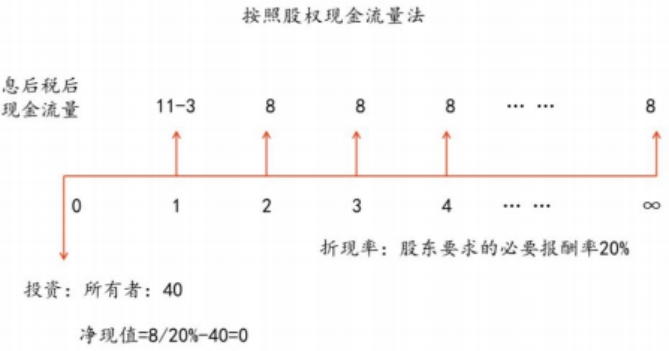 按照股权现金流量法
息后税后
现金流量
11-3 8 8 8 … … 8
0 1 2 3 4 … … ∞
折现率：股东要求的必要报酬率20%
投资：所有者：40
净现值=8/20%-40=0